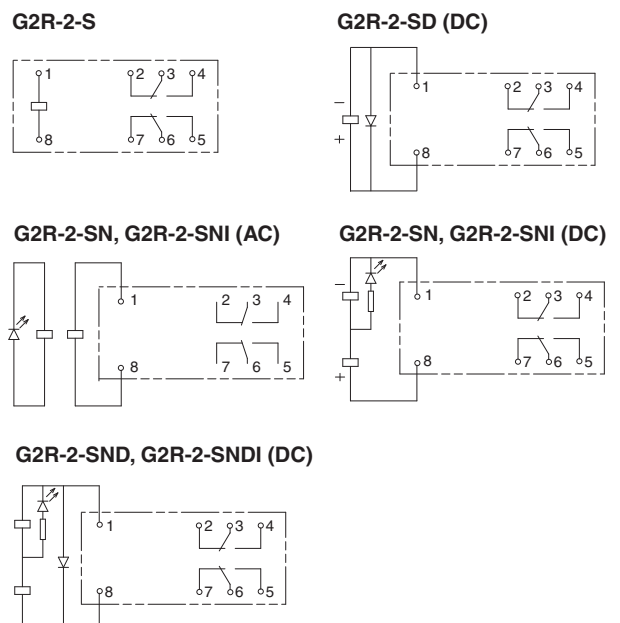 G2R-2-S
1 2 3 4
8 7 6 5
G2R-2-SD (DC)
1 2 3 4
−
+
8 7 6 5
G2R-2-SN, G2R-2-SNI (AC)
1 2 3 4
8 7 6 5
G2R-2-SN, G2R-2-SNI (DC)
−
1 2 3 4
8 7 6 5
+
G2R-2-SND, G2R-2-SNDI (DC)
1 2 3 4
8 7 6 5